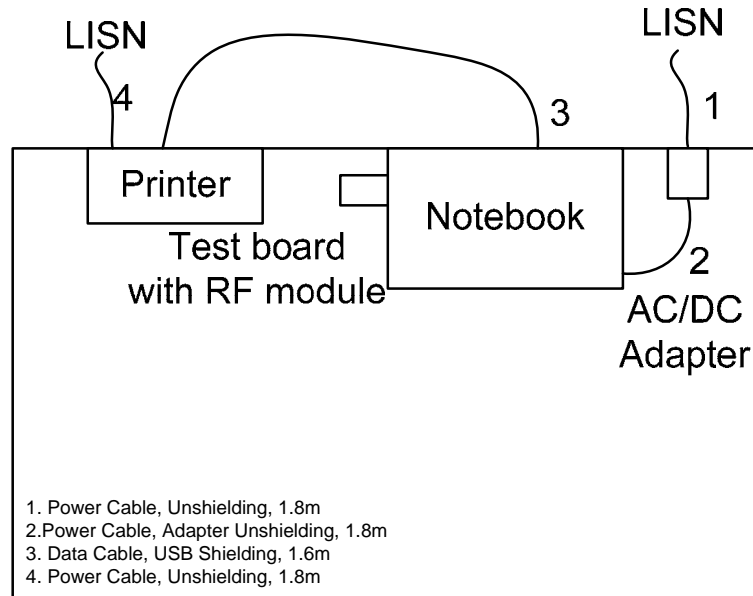 LISN
LISN
4
3
1
Printer
Notebook
Test board
with RF module
2
AC/DC
Adapter
1. Power Cable, Unshielding, 1.8m
2.Power Cable, Adapter Unshielding, 1.8m
3. Data Cable, USB Shielding, 1.6m
4. Power Cable, Unshielding, 1.8m